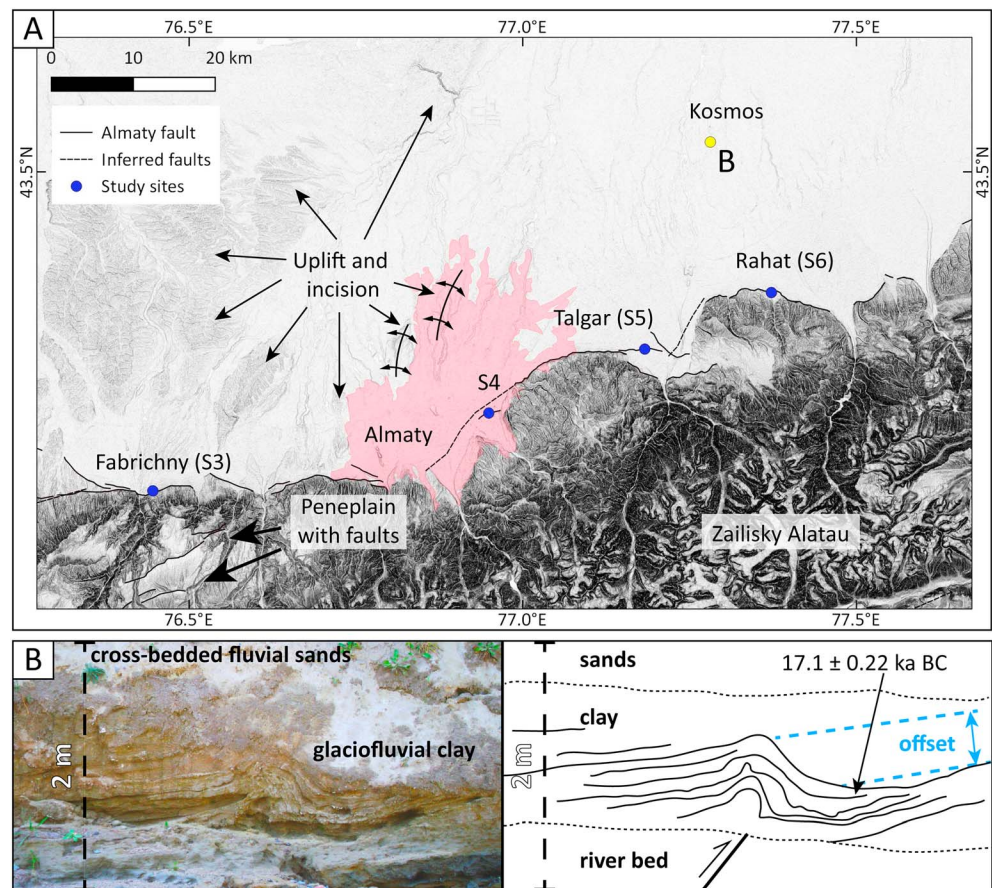 A
76.5°E
77.0°E
77.5°E
0
10
20 km
Almaty fault
Inferred faults
Study sites
43.5°N
43.5°N
Kosmos
B
Uplift and
incision
Rahat (S6)
Talgar (S5)
S4
Almaty
Fabrichny (S3)
Peneplain
with faults
Zailisky Alatau
76.5°E
77.0°E
77.5°E
B
cross-bedded fluvial sands
glaciofluvial clay
2 m
sands
17.1 ± 0.22 ka BC
clay
offset
2 m
river bed